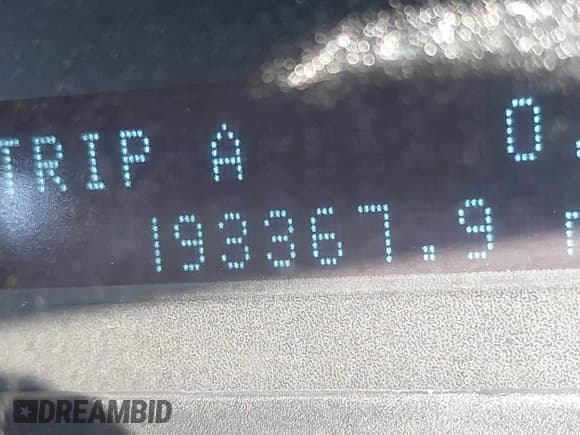 TRIP A 0.
193367.9 m
DREAMBID